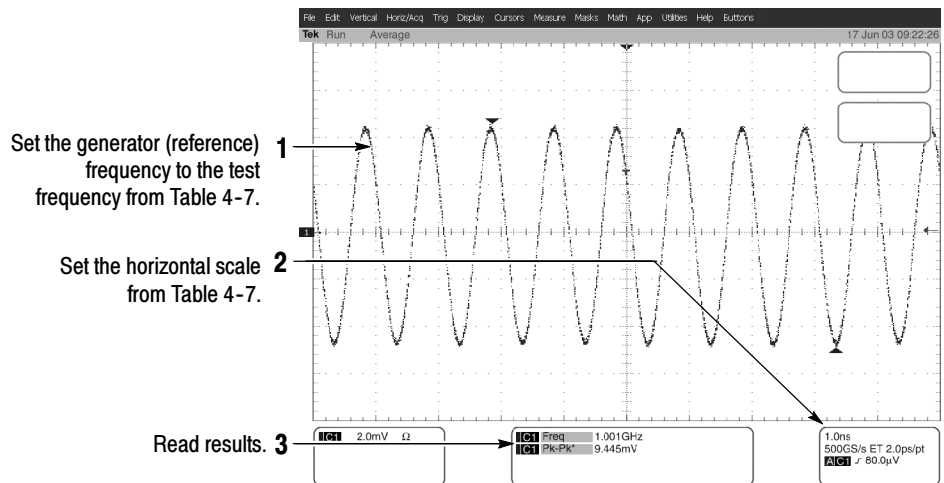 File Edit Vertical Horiz/Acq Trig Display Cursors Measure Masks Math App Utilities Help Buttons
Tek Run Average 17 Jun 03 09:22:26
Set the generator (reference) 1
frequency to the test
frequency from Table 4-7.
1
Set the horizontal scale 2
from Table 4-7.
Read results. 3
C1 2.0mV Ω
C1 Freq 1.001GHz
C1 Pk-Pk* 9.445mV
1.0ns
500GS/s ET 2.0ps/pt
A C1 ∫ 80.0µV